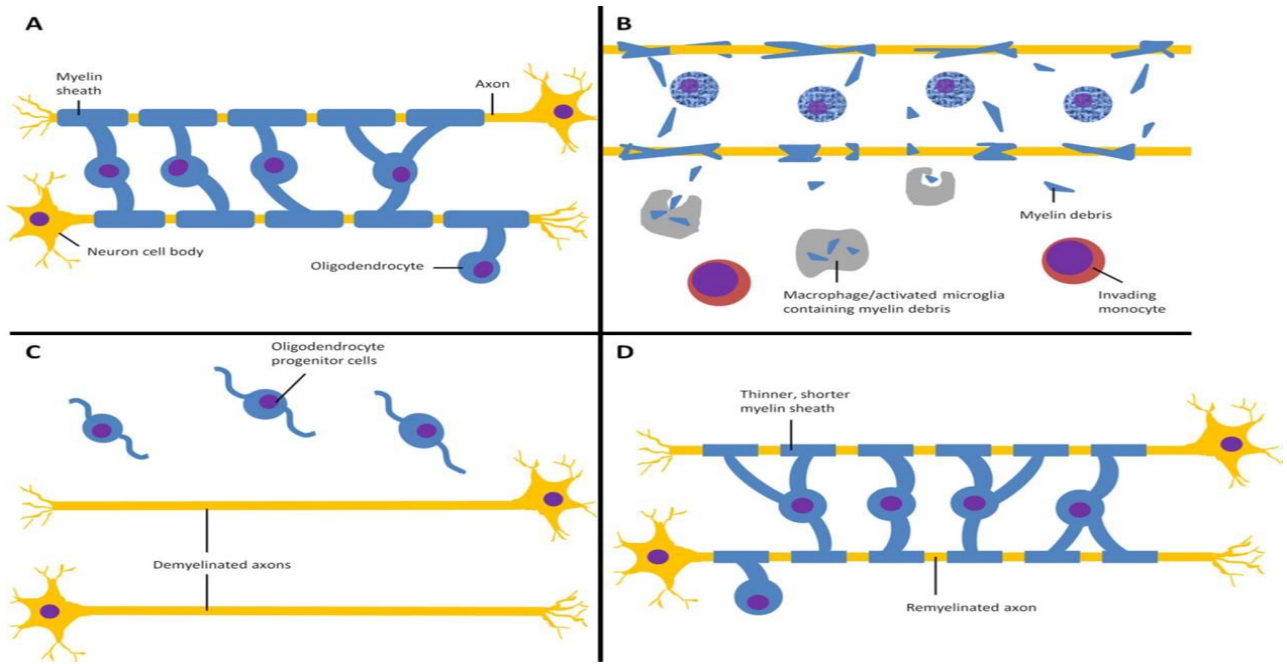 A
Myelin
sheath
Axon
Neuron cell body
Oligodendrocyte
B
Myelin debris
Macrophage/activated microglia
containing myelin debris
Invading
monocyte
C
Oligodendrocyte
progenitor cells
Demyelinated axons
D
Thinner, shorter
myelin sheath
Remyelinated axon